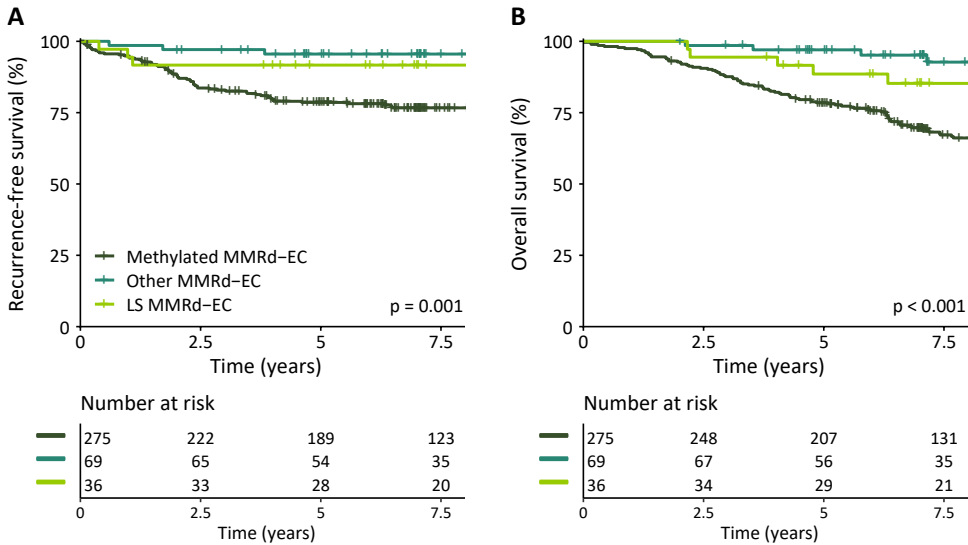 A
Recurrence-free survival (%)
100
75
50
25
0
Methylated MMRd–EC
Other MMRd–EC
LS MMRd–EC
p = 0.001
0 2.5 5 7.5
Time (years)
Number at risk
275 222 189 123
69 65 54 35
36 33 28 20
0 2.5 5 7.5
Time (years)
B
Overall survival (%)
100
75
50
25
0
p < 0.001
0 2.5 5 7.5
Time (years)
Number at risk
275 248 207 131
69 67 56 35
36 34 29 21
0 2.5 5 7.5
Time (years)